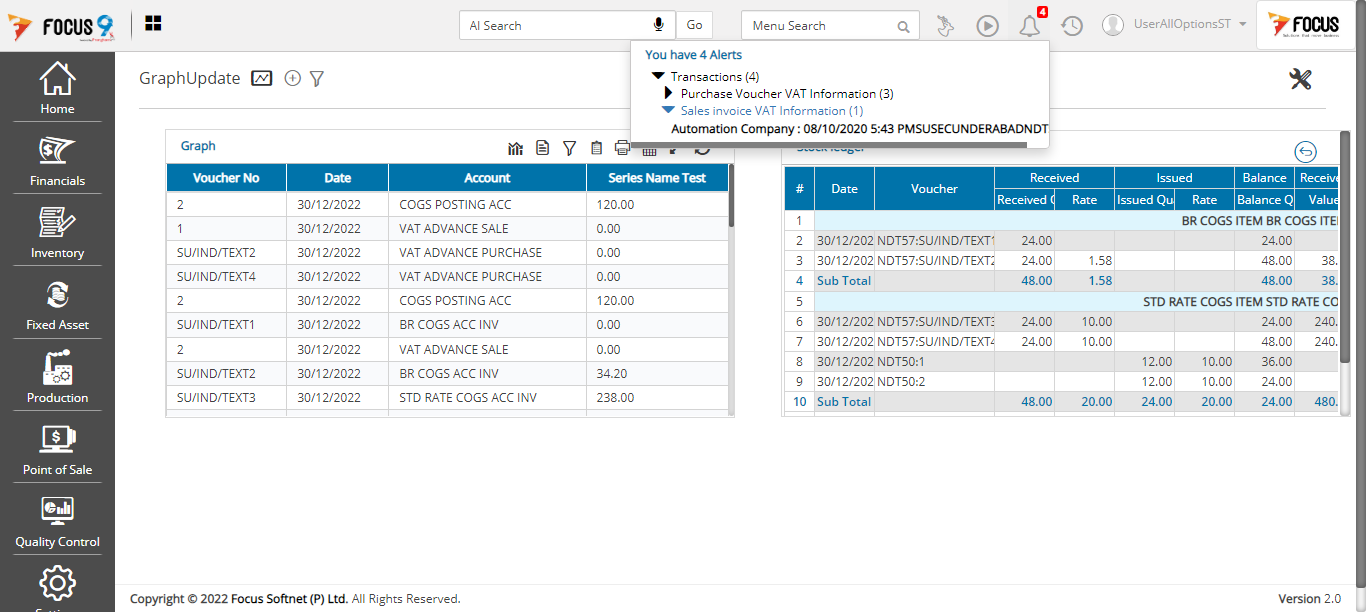 FOCUS 9
AI Search
Go
Menu Search
4
UserAllOptionsST
FOCUS
You have 4 Alerts
Transactions (4)
Purchase Voucher VAT Information (3)
Sales invoice VAT Information (1)
Automation Company : 08/10/2020 5:43 PMSUSECUNDERABADNDT
Home
Financials
Inventory
Fixed Asset
Production
Point of Sale
Quality Control
GraphUpdate
Graph
Voucher No Date Account Series Name Test
2 30/12/2022 COGS POSTING ACC 120.00
1 30/12/2022 VAT ADVANCE SALE 0.00
SU/IND/TEXT2 30/12/2022 VAT ADVANCE PURCHASE 0.00
SU/IND/TEXT4 30/12/2022 VAT ADVANCE PURCHASE 0.00
2 30/12/2022 COGS POSTING ACC 120.00
SU/IND/TEXT1 30/12/2022 BR COGS ACC INV 0.00
2 30/12/2022 VAT ADVANCE SALE 0.00
SU/IND/TEXT2 30/12/2022 BR COGS ACC INV 34.20
SU/IND/TEXT3 30/12/2022 STD RATE COGS ACC INV 238.00
Stock ledger
Received Issued Balance Receive
# Date Voucher Received Q Rate Issued Qu Rate Balance Q Value
1 BR COGS ITEM BR COGS ITE
2 30/12/202 NDT57:SU/IND/TEXT1 24.00 24.00
3 30/12/202 NDT57:SU/IND/TEXT2 24.00 1.58 48.00 38.
4 Sub Total 48.00 1.58 48.00 38.
5 STD RATE COGS ITEM STD RATE CO
6 30/12/202 NDT57:SU/IND/TEXT3 24.00 10.00 24.00 240.
7 30/12/202 NDT57:SU/IND/TEXT4 24.00 10.00 48.00 240.
8 30/12/202 NDT50:1 12.00 10.00 36.00
9 30/12/202 NDT50:2 12.00 10.00 24.00
10 Sub Total 48.00 20.00 24.00 20.00 24.00 480.
Copyright © 2022 Focus Softnet (P) Ltd. All Rights Reserved.
Version 2.0